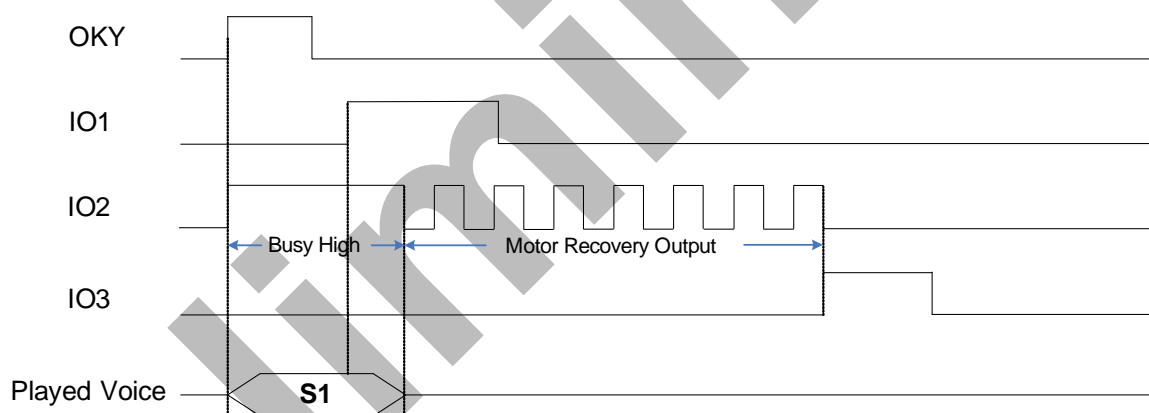 OKY
IO1
IO2
Busy High
Motor Recovery Output
IO3
Played Voice
S1